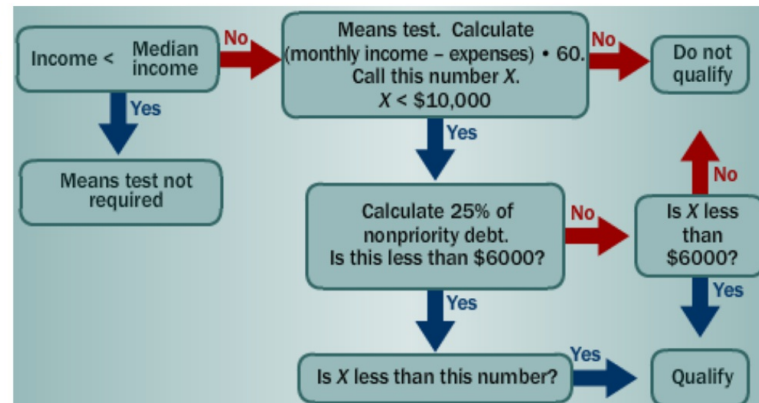 Income < Median
income
No
Means test. Calculate
(monthly income – expenses) • 60.
Call this number X.
X < $10,000
No
Do not
qualify
Yes
Yes
No
Means test not
required
Calculate 25% of
nonpriority debt.
Is this less than $6000?
No
Is X less
than
$6000?
Yes
Yes
Is X less than this number?
Yes
Qualify